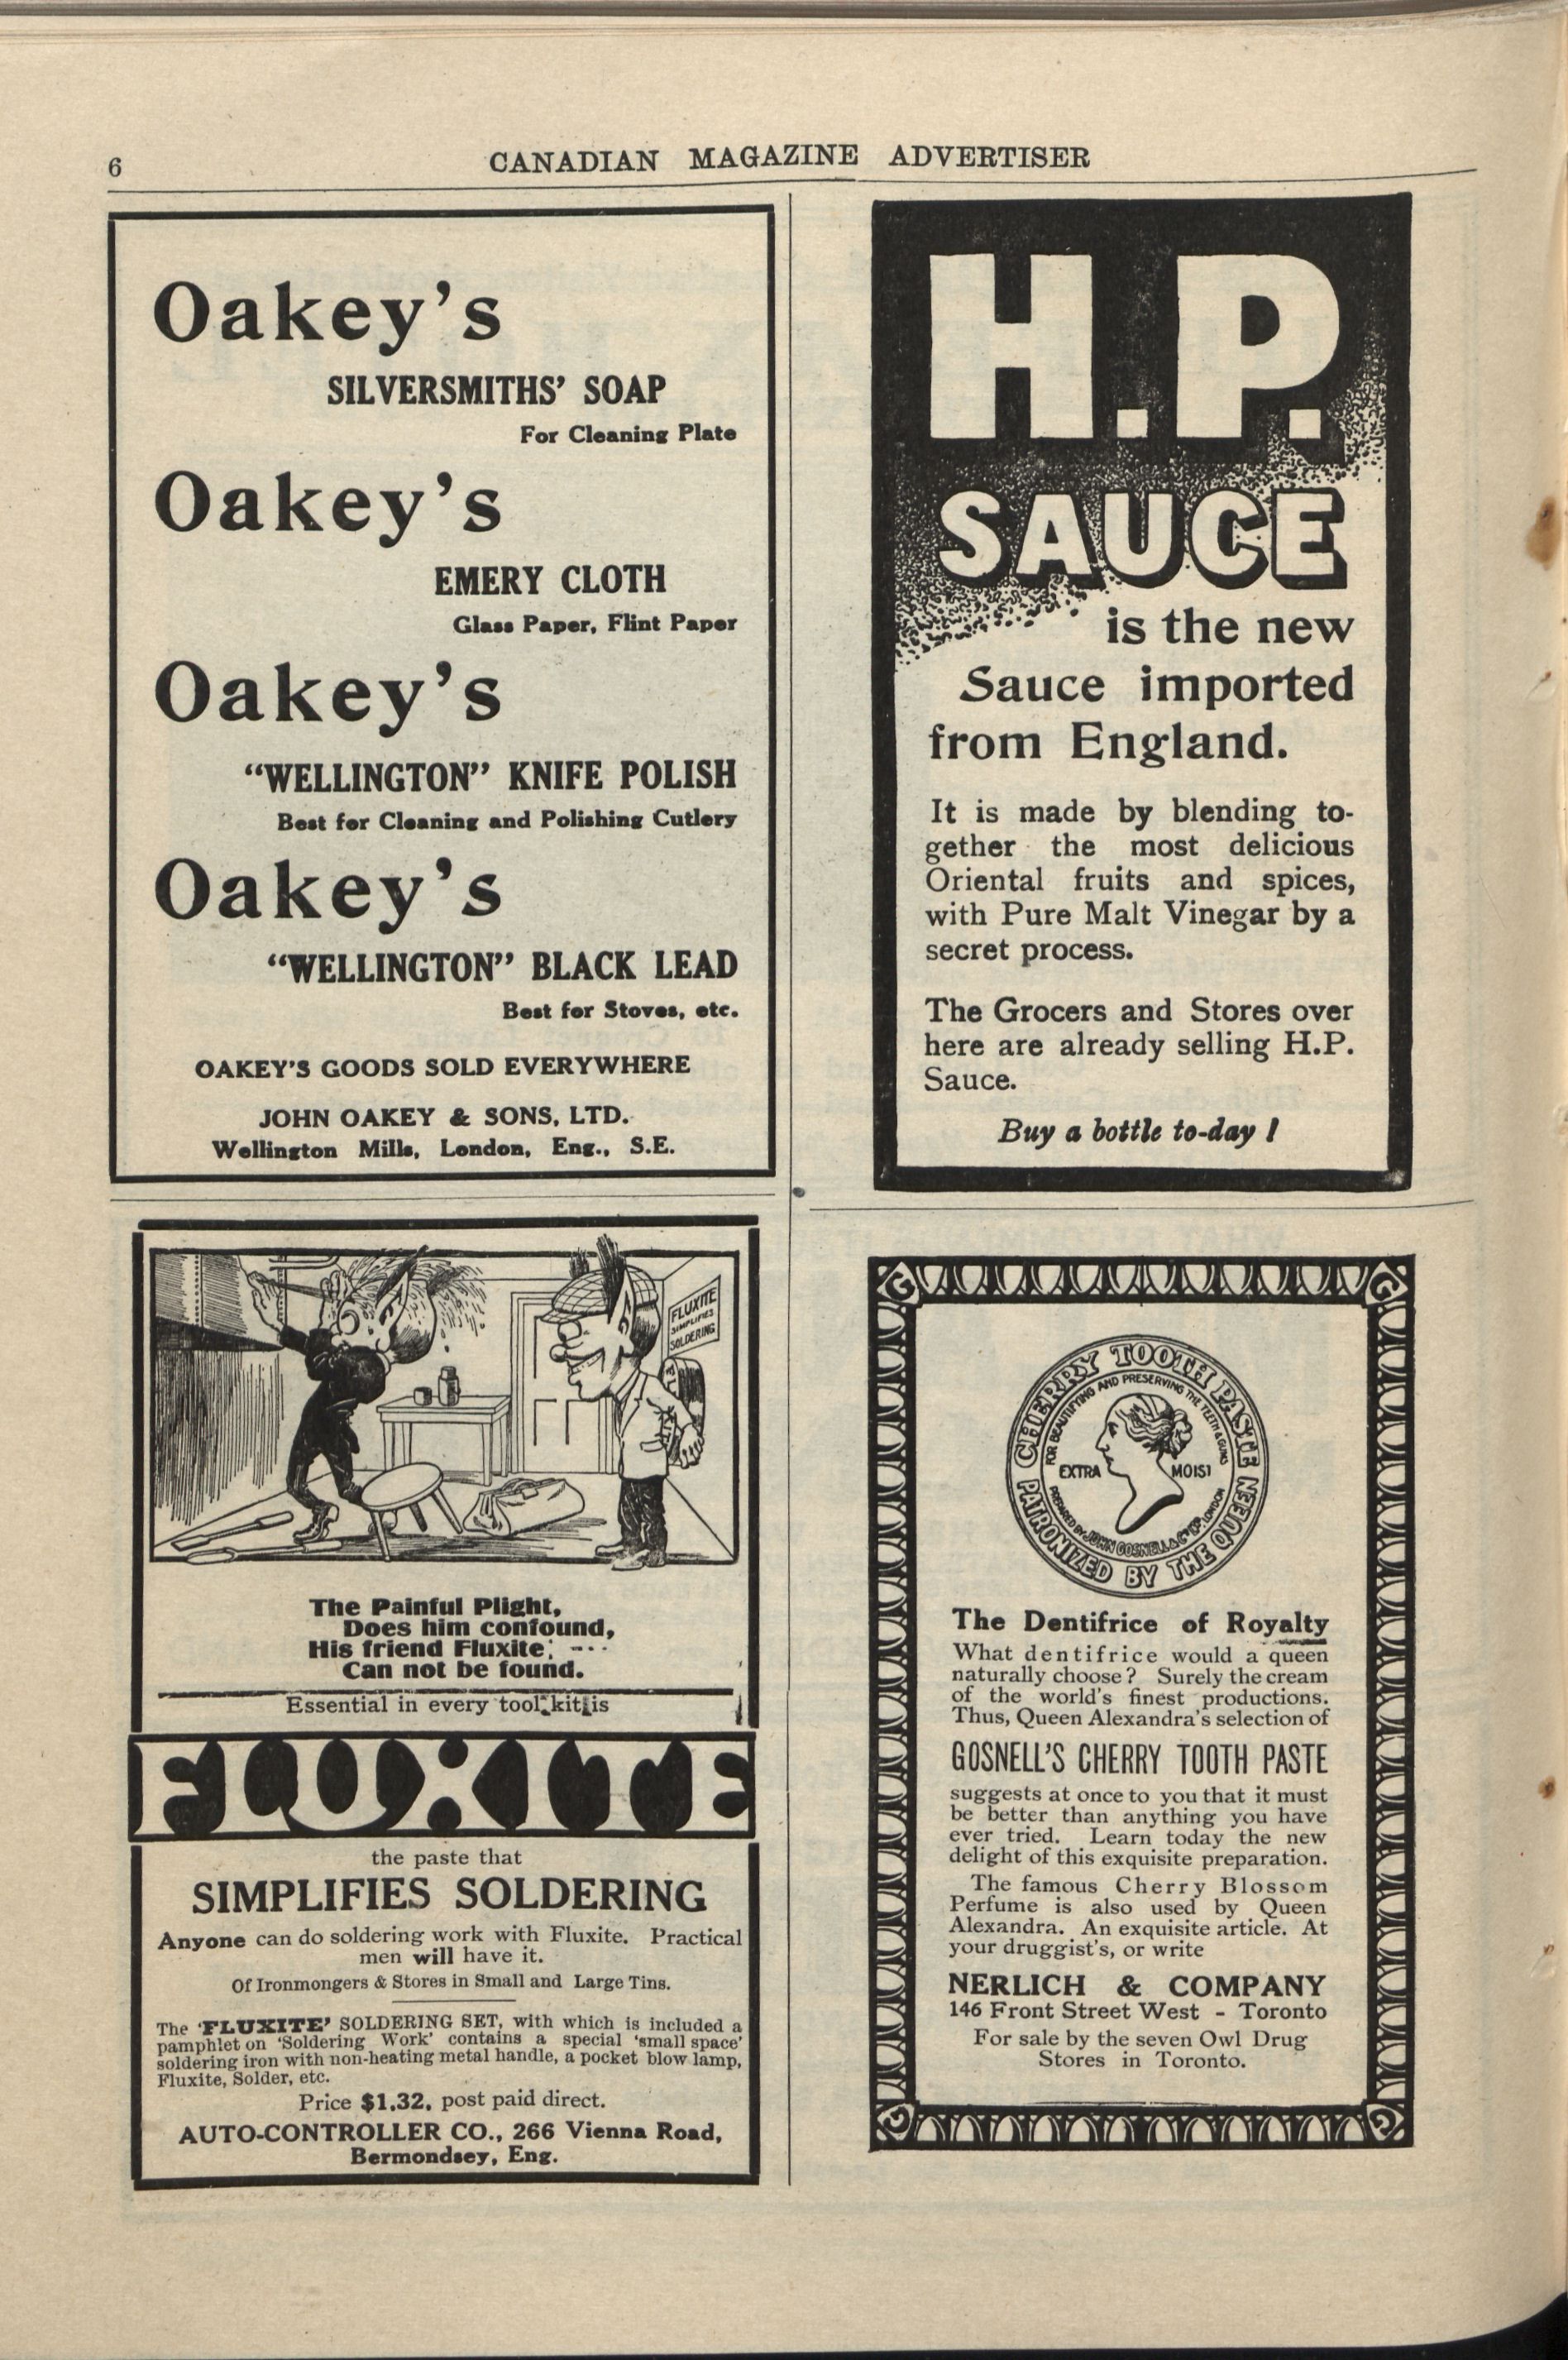 6
CANADIAN MAGAZINE ADVERTISER
Oakey's
SILVERSMITHS' SOAP
For Cleaning Plate
Oakey's
EMERY CLOTH
Glass Paper, Flint Paper
Oakey's
"WELLINGTON" KNIFE POLISH
Best for Cleaning and Polishing Cutlery
Oakey's
"WELLINGTON" BLACK LEAD
Best for Stoves, etc.
OAKEY'S GOODS SOLD EVERYWHERE
JOHN OAKEY & SONS, LTD.
Wellington Mills, London, Eng., S.E.
H.P.
SAUCE
is the new
Sauce imported
from England.
It is made by blending to-
gether the most delicious
Oriental fruits and spices,
with Pure Malt Vinegar by a
secret process.
The Grocers and Stores over
here are already selling H.P.
Sauce.
Buy a bottle to-day !
FLUXITE
SIMPLIFIES
SOLDERING
The Painful Plight,
Does him confound,
His friend Fluxite
Can not be found.
Essential in every tool kit is
FLUXITE
the paste that
SIMPLIFIES SOLDERING
Anyone can do soldering work with Fluxite. Practical
men will have it.
Of Ironmongers & Stores in Small and Large Tins.
The 'FLUXITE' SOLDERING SET, with which is included a
pamphlet on 'Soldering Work' contains a special 'small space'
soldering iron with non-heating metal handle, a pocket blow lamp,
Fluxite, Solder, etc.
Price $1.32, post paid direct.
AUTO-CONTROLLER CO., 266 Vienna Road,
Bermondsey, Eng.
CHERRY TOOTH PASTE
FOR BEAUTIFYING AND PRESERVING THE TEETH & GUMS
EXTRA MOIST
PREPARED BY JOHN GOSNELL & Co LD. LONDON
PATRONIZED BY THE QUEEN
The Dentifrice of Royalty
What dentifrice would a queen
naturally choose? Surely the cream
of the world's finest productions.
Thus, Queen Alexandra's selection of
GOSNELL'S CHERRY TOOTH PASTE
suggests at once to you that it must
be better than anything you have
ever tried. Learn today the new
delight of this exquisite preparation.
The famous Cherry Blossom
Perfume is also used by Queen
Alexandra. An exquisite article. At
your druggist's, or write
NERLICH & COMPANY
146 Front Street West - Toronto
For sale by the seven Owl Drug
Stores in Toronto.